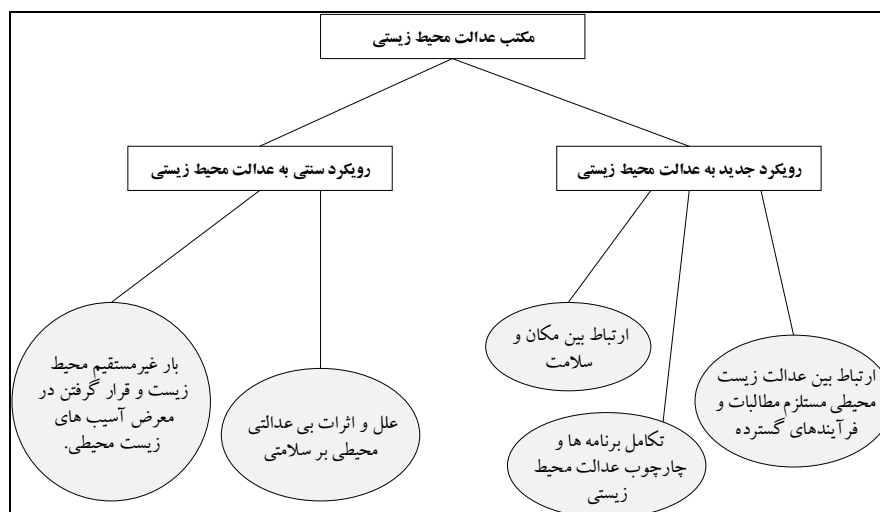 مکتب عدالت محیط زیستی
رویکرد جدید به عدالت محیط زیستی
رویکرد سنتی به عدالت محیط زیستی
ارتباط بین عدالت زیست
محیطی مستلزم مطالبات و
فرآیندهای گسترده
تکامل برنامه ها و
چارچوب عدالت محیط
زیستی
ارتباط بین مکان و
سلامت
علل و اثرات بی عدالتی
محیطی بر سلامتی
بار غیرمستقیم محیط
زیست و قرار گرفتن در
معرض آسیب های
زیست محیطی.